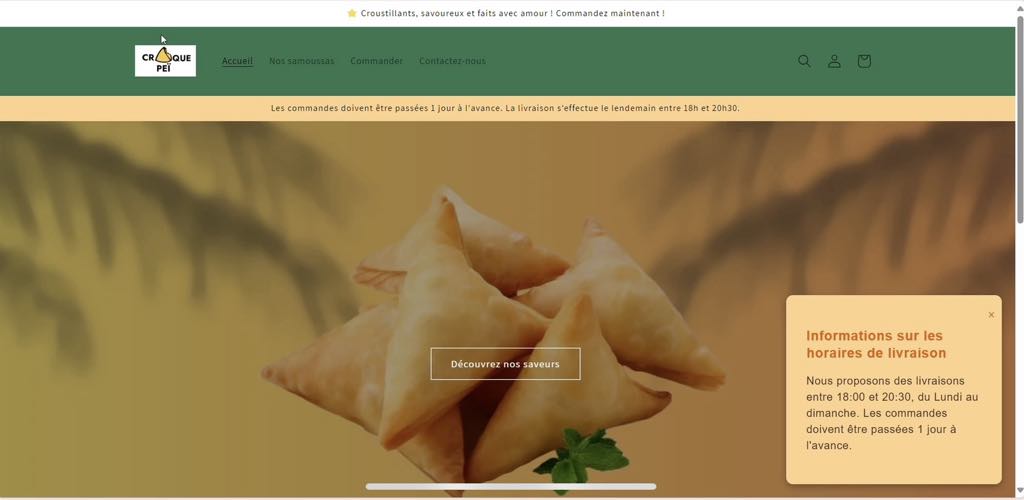 ⭐ Croustillants, savoureux et faits avec amour ! Commandez maintenant !
CRAQUE
PEÏ
Accueil Nos samoussas Commander Contactez-nous
Les commandes doivent être passées 1 jour à l'avance. La livraison s'effectue le lendemain entre 18h et 20h30.
Découvrez nos saveurs
×
Informations sur les
horaires de livraison
Nous proposons des livraisons
entre 18:00 et 20:30, du Lundi au
dimanche. Les commandes
doivent être passées 1 jour à
l'avance.